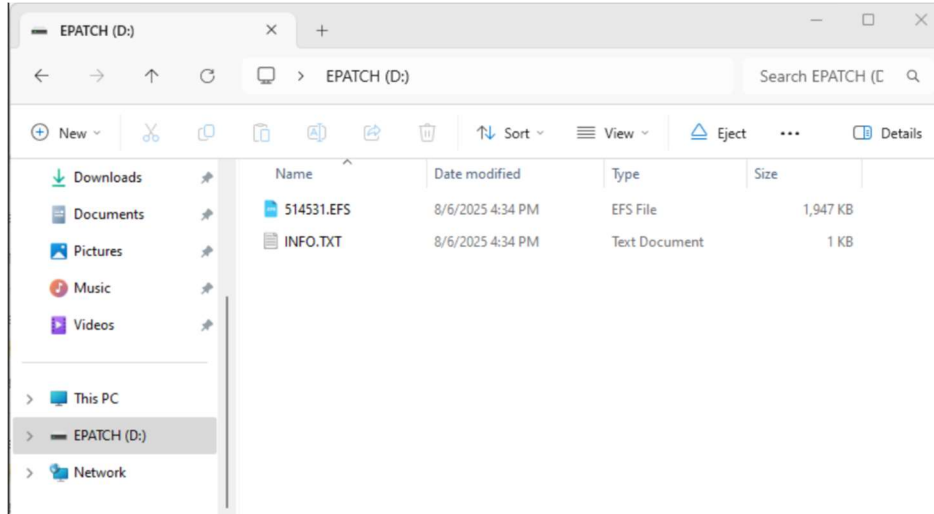 EPATCH (D:)
EPATCH (D:)
Search EPATCH (D
New
Sort
View
Eject
Details
Downloads
Documents
Pictures
Music
Videos
This PC
EPATCH (D:)
Network
Name Date modified Type Size
514531.EFS 8/6/2025 4:34 PM EFS File 1,947 KB
INFO.TXT 8/6/2025 4:34 PM Text Document 1 KB